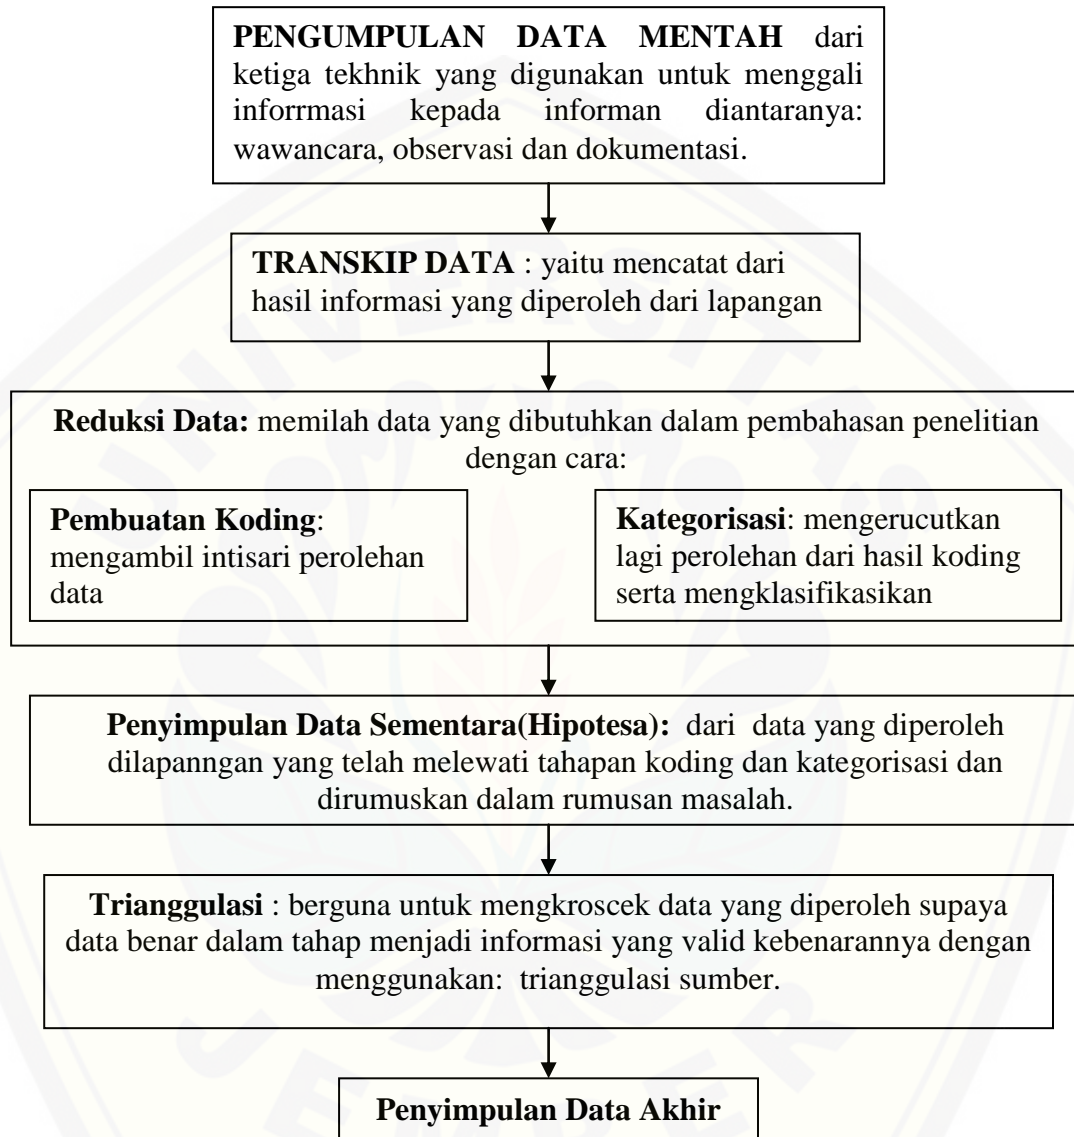 PENGUMPULAN DATA MENTAH dari
ketiga tekhnik yang digunakan untuk menggali
inforrmasi kepada informan diantaranya:
wawancara, observasi dan dokumentasi.
TRANSKIP DATA : yaitu mencatat dari
hasil informasi yang diperoleh dari lapangan
Reduksi Data: memilah data yang dibutuhkan dalam pembahasan penelitian
dengan cara:
Pembuatan Koding:
mengambil intisari perolehan
data
Kategorisasi: mengerucutkan
lagi perolehan dari hasil koding
serta mengklasifikasikan
Penyimpulan Data Sementara(Hipotesa): dari data yang diperoleh
dilapanngan yang telah melewati tahapan koding dan kategorisasi dan
dirumuskan dalam rumusan masalah.
Trianggulasi : berguna untuk mengkroscek data yang diperoleh supaya
data benar dalam tahap menjadi informasi yang valid kebenarannya dengan
menggunakan: trianggulasi sumber.
Penyimpulan Data Akhir
UNIVERSITAS
JEMBER